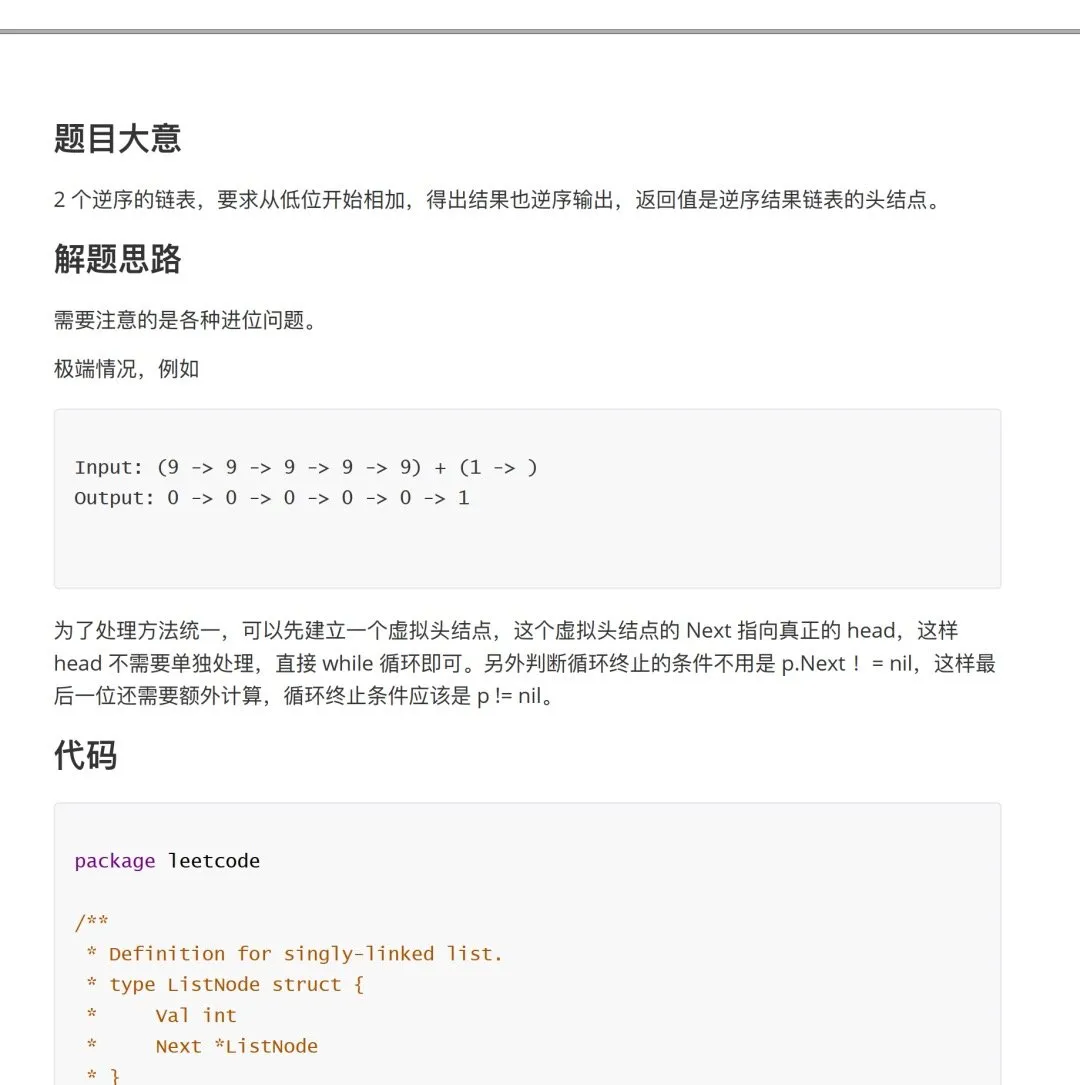 题目大意
2 个逆序的链表，要求从低位开始相加，得出结果也逆序输出，返回值是逆序结果链表的头结点。
解题思路
需要注意的是各种进位问题。
极端情况，例如
Input: (9 -> 9 -> 9 -> 9 -> 9) + (1 -> )
Output: 0 -> 0 -> 0 -> 0 -> 0 -> 1
为了处理方法统一，可以先建立一个虚拟头结点，这个虚拟头结点的 Next 指向真正的 head，这样
head 不需要单独处理，直接 while 循环即可。另外判断循环终止的条件不用是 p.Next ！ = nil，这样最
后一位还需要额外计算，循环终止条件应该是 p != nil。
代码
package leetcode
/**
 * Definition for singly-linked list.
 * type ListNode struct {
 *     Val int
 *     Next *ListNode
 * }